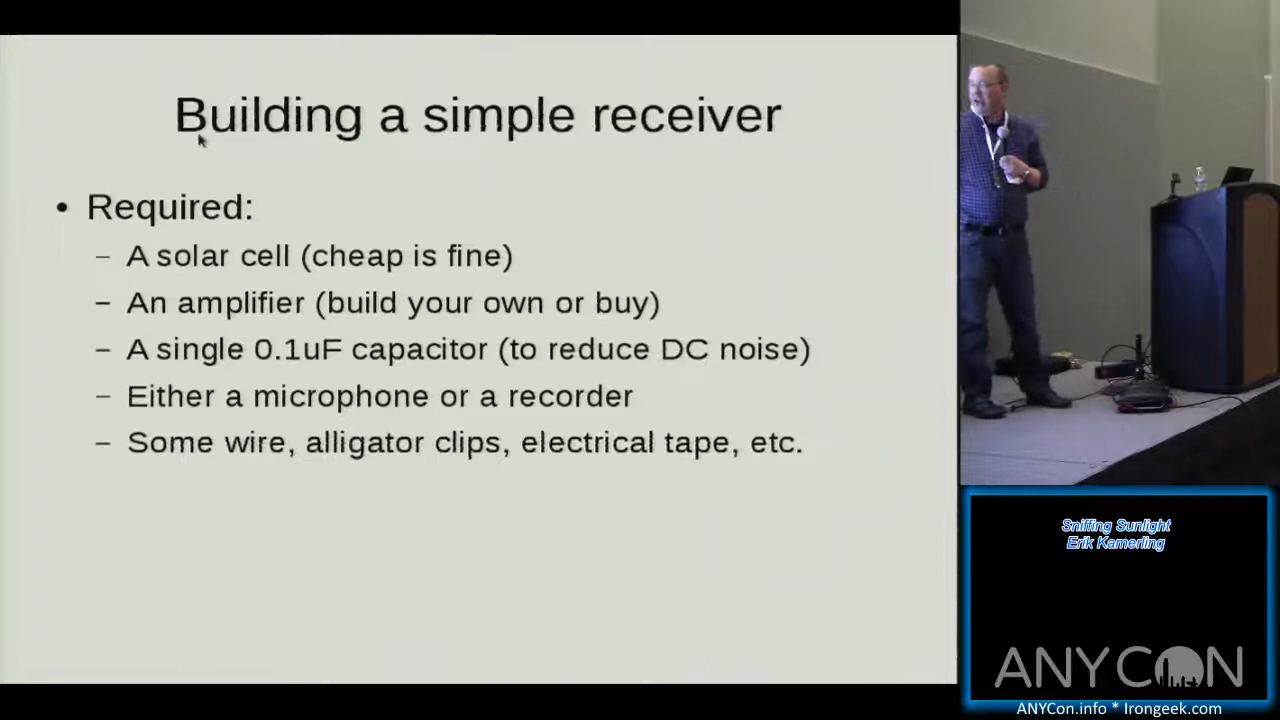 Building a simple receiver
• Required:
– A solar cell (cheap is fine)
– An amplifier (build your own or buy)
– A single 0.1uF capacitor (to reduce DC noise)
– Either a microphone or a recorder
– Some wire, alligator clips, electrical tape, etc.
Sniffing Sunlight
Erik Kamerling
ANYCON
ANYCon.info * Irongeek.com